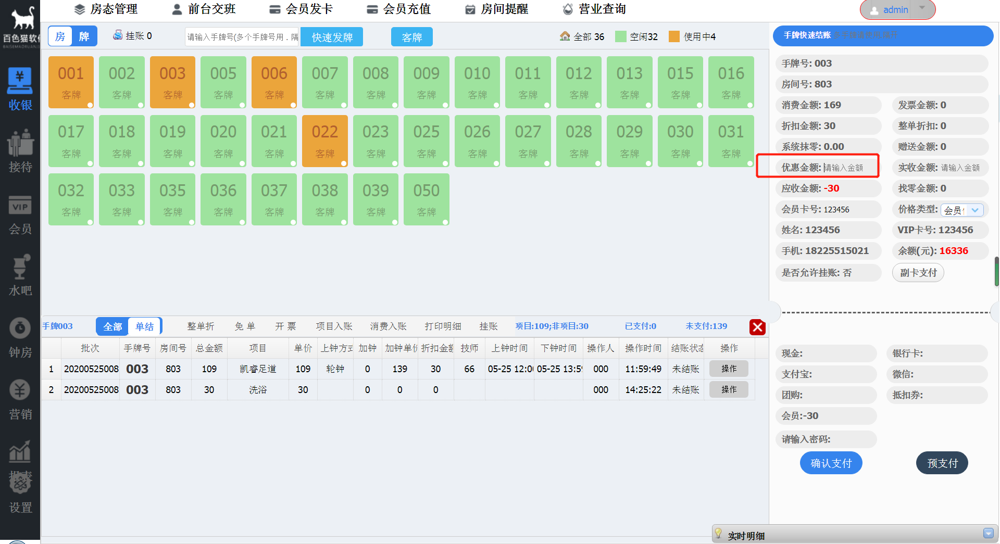 房态管理 前台交班 会员发卡 会员充值 房间提醒 营业查询 admin
百色猫软件
BAISEMAORUANJI
房 牌 挂账 0 请输入手牌号(多个手牌号用 . 隔 快速发牌 客牌 全部 36 空闲32 使用中4
001 002 003 005 006 007 008 009 010 011 012 013 015 016
客牌 客牌 客牌 客牌 客牌 客牌 客牌 客牌 客牌 客牌 客牌 客牌 客牌 客牌
017 018 019 020 021 022 023 025 026 027 028 029 030 031
客牌 客牌 客牌 客牌 客牌 客牌 客牌 客牌 客牌 客牌 客牌 客牌 客牌 客牌
032 033 035 036 037 038 039 050
客牌 客牌 客牌 客牌 客牌 客牌 客牌 客牌
收银
接待
VIP
会员
水吧
钟房
营销
报表
设置
手牌快速结账
手牌号: 003
房间号: 803
消费金额: 169 发票金额: 0
折扣金额: 30 整单折扣: 0
系统抹零: 0.00 赠送金额: 0
优惠金额: 请输入金额 实收金额: 请输入金额
应收金额: -30 找零金额: 0
会员卡号: 123456 价格类型: 会员
姓名: 123456 VIP卡号: 123456
手机: 18225515021 余额(元): 16336
是否允许挂账: 否 副卡支付
手牌003 全部 单结 整单折 免 单 开 票 项目入账 消费入账 打印明细 挂账 项目:109;非项目:30 已支付:0 未支付:139
批次 手牌号 房间号 总金额 项目 单价 上钟方式 加钟 加钟单价 折扣金额 技师 上钟时间 下钟时间 操作人 操作时间 结账状态 操作
1 20200525008 003 803 109 凯睿足道 109 轮钟 0 139 30 66 05-25 12:00 05-25 13:59 000 11:59:49 未结账 操作
2 20200525008 003 803 30 洗浴 30 0 0 0 000 14:25:22 未结账 操作
现金: 银行卡:
支付宝: 微信:
团购: 抵扣券:
会员:-30
请输入密码:
确认支付 预支付
实时明细